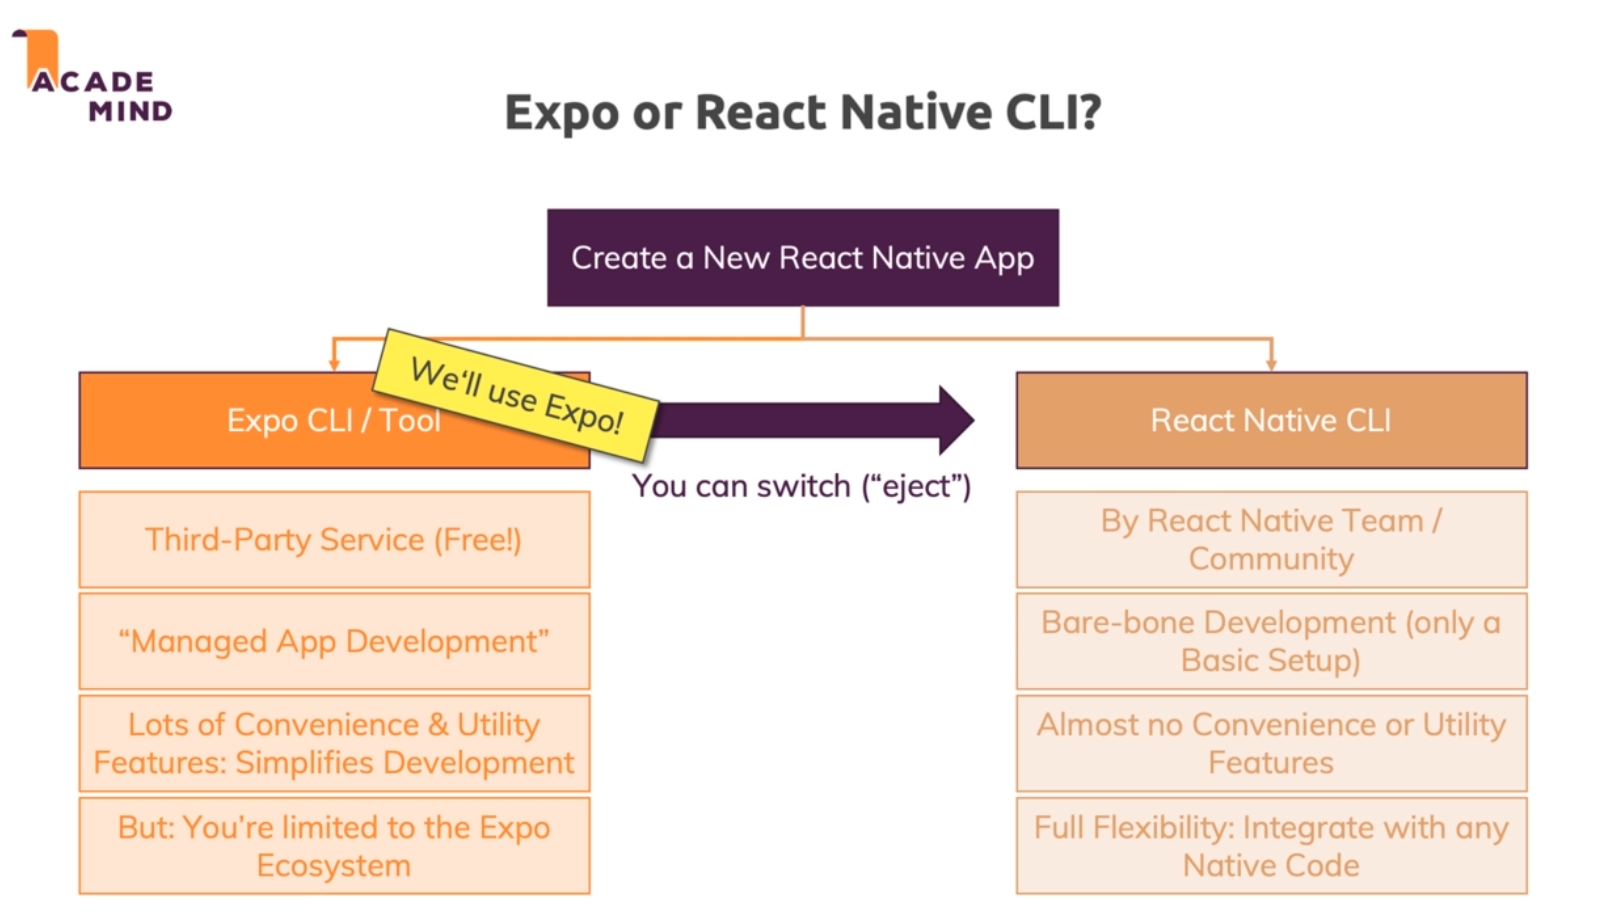 ACADE
MIND
Expo or React Native CLI?
Create a New React Native App
We‘ll use Expo!
Expo CLI / Tool
React Native CLI
You can switch (“eject”)
Third-Party Service (Free!)
“Managed App Development”
Lots of Convenience & Utility
Features: Simplifies Development
But: You’re limited to the Expo
Ecosystem
By React Native Team /
Community
Bare-bone Development (only a
Basic Setup)
Almost no Convenience or Utility
Features
Full Flexibility: Integrate with any
Native Code